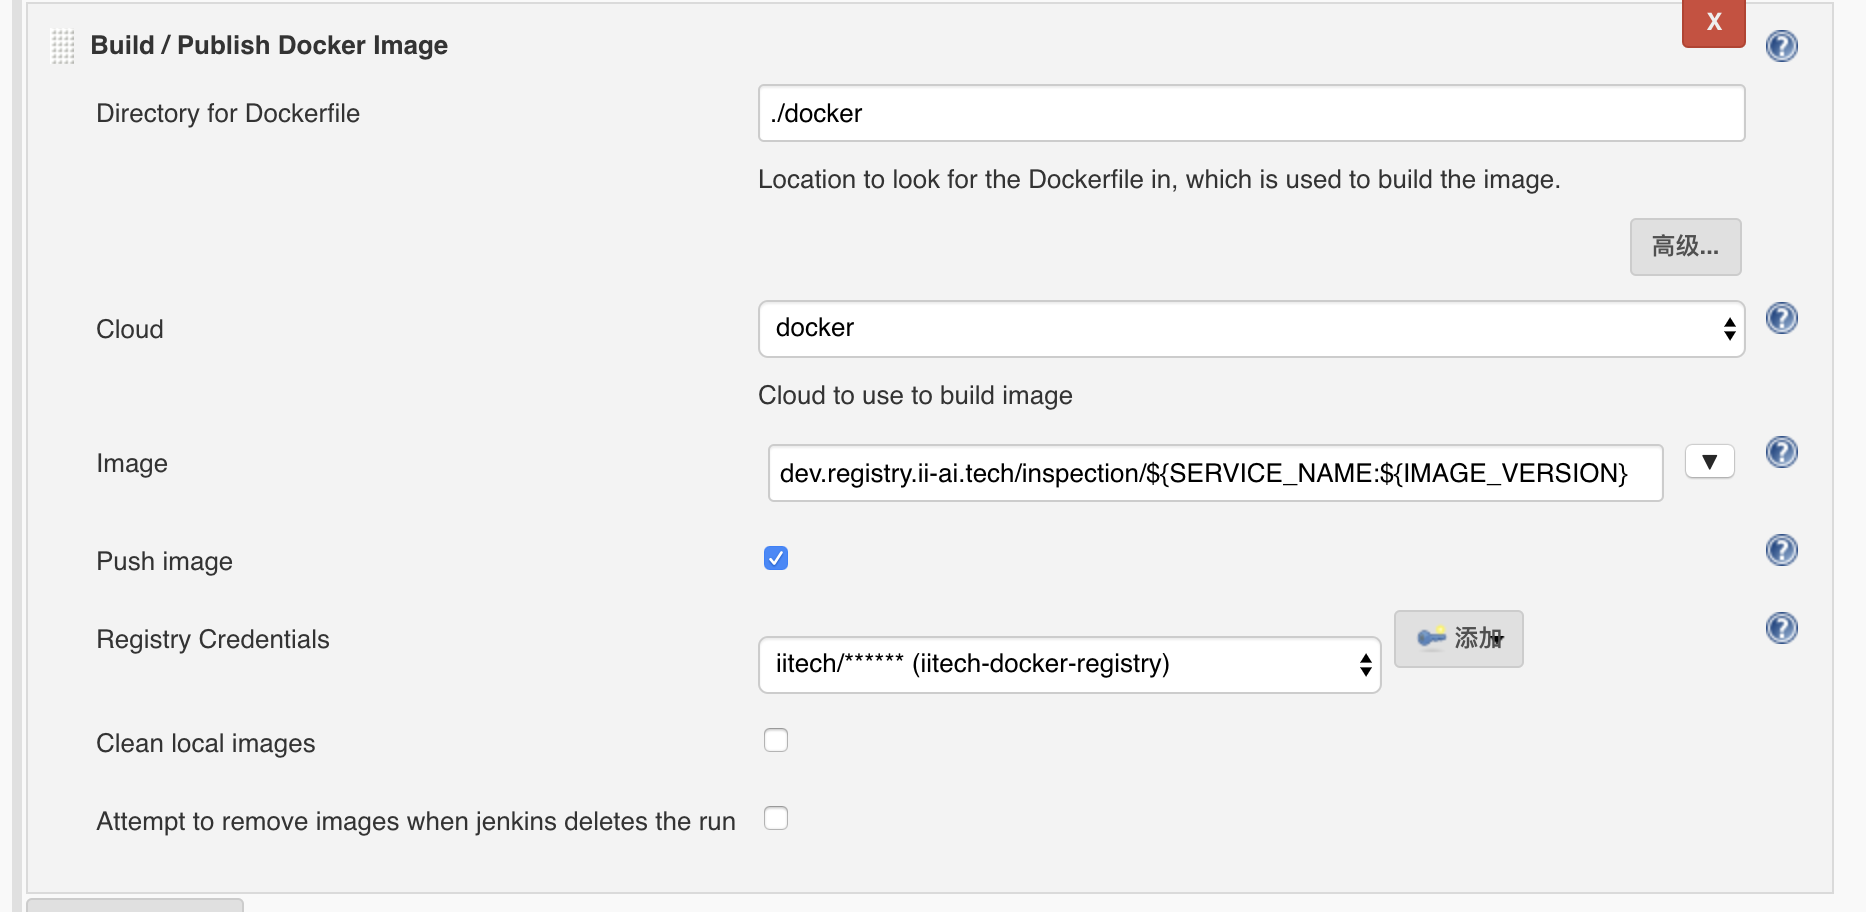 X
Build / Publish Docker Image
Directory for Dockerfile
./docker
Location to look for the Dockerfile in, which is used to build the image.
高级...
Cloud
docker
Cloud to use to build image
Image
dev.registry.ii-ai.tech/inspection/${SERVICE_NAME:${IMAGE_VERSION}
Push image
Registry Credentials
iitech/****** (iitech-docker-registry)
添加
Clean local images
Attempt to remove images when jenkins deletes the run